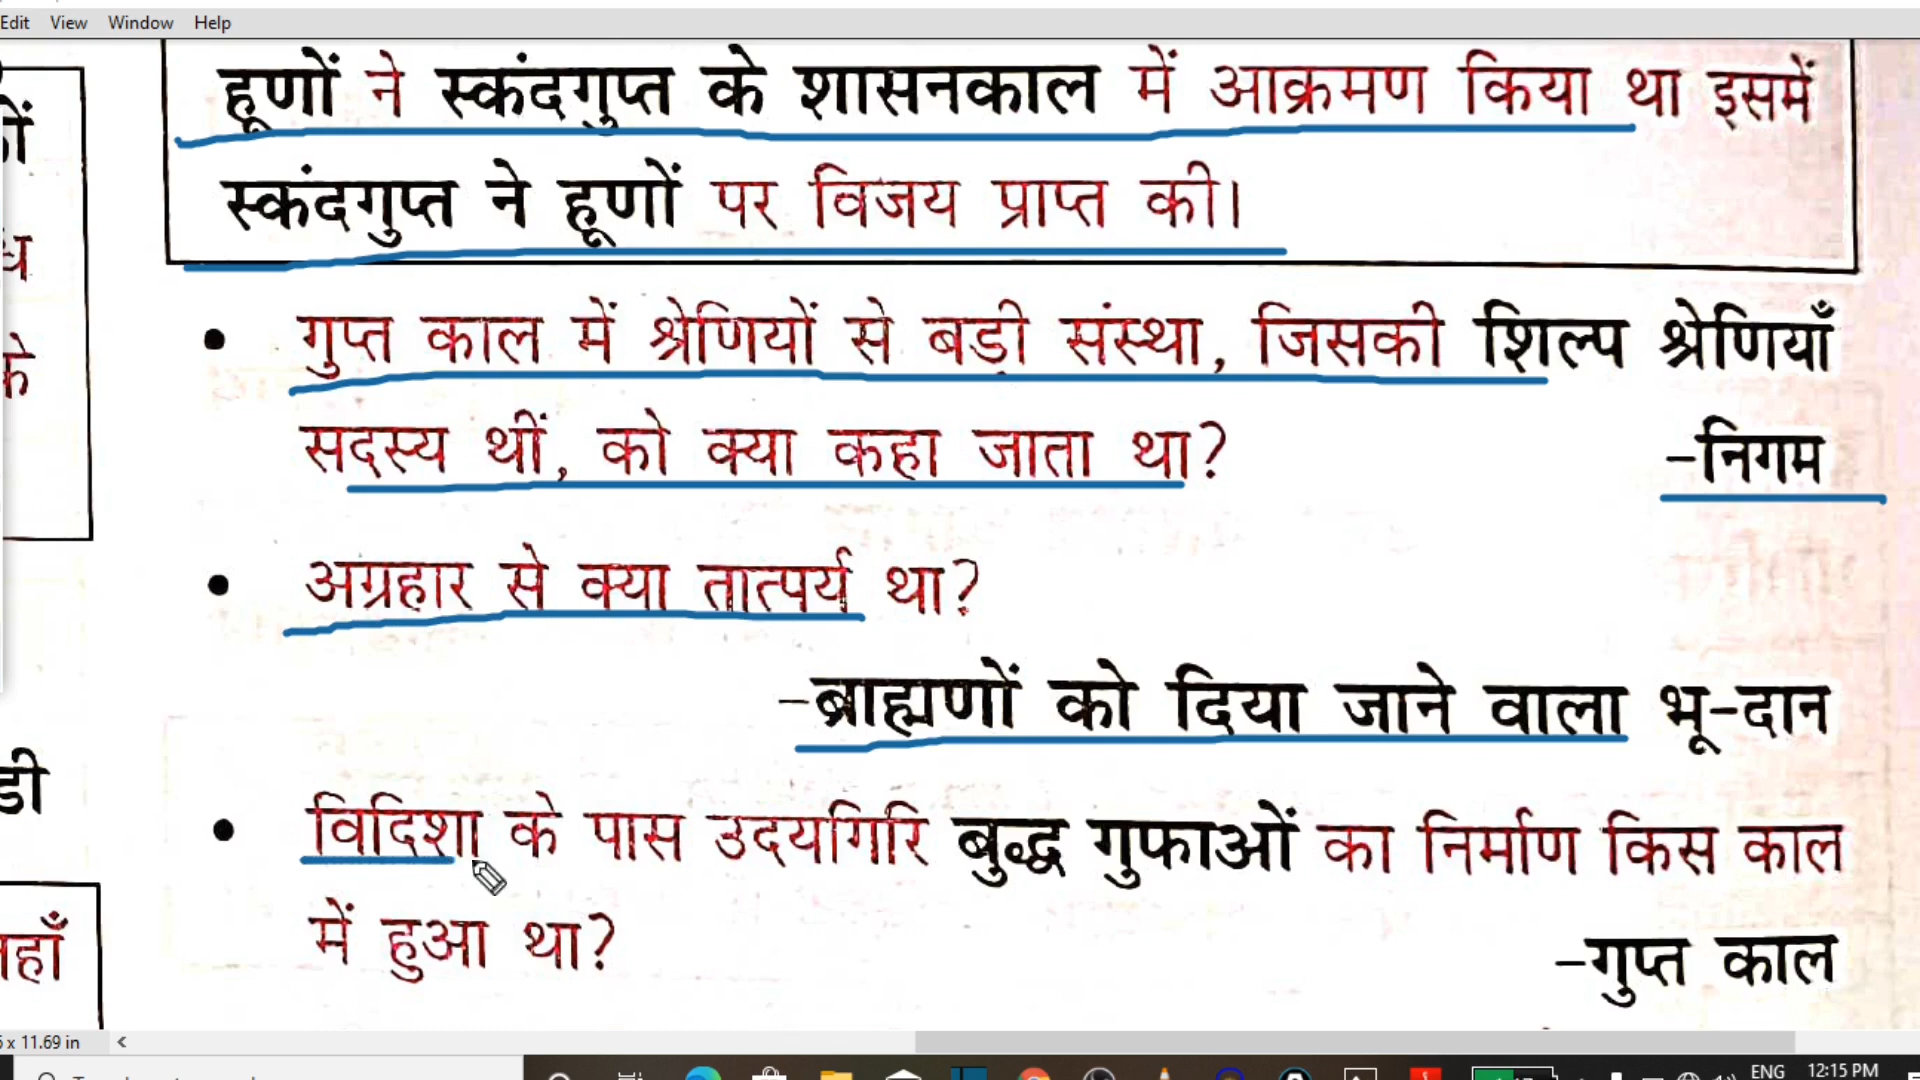 Edit View Window Help
हूणों ने स्कंदगुप्त के शासनकाल में आक्रमण किया था इसमें
स्कंदगुप्त ने हूणों पर विजय प्राप्त की।
• गुप्त काल में श्रेणियों से बड़ी संस्था, जिसकी शिल्प श्रेणियाँ
सदस्य थीं, को क्या कहा जाता था?
–निगम
• अग्रहार से क्या तात्पर्य था?
–ब्राह्मणों को दिया जाने वाला भू-दान
• विदिशा के पास उदयगिरि बुद्ध गुफाओं का निर्माण किस काल
में हुआ था?
–गुप्त काल
x 11.69 in
ENG 12:15 PM